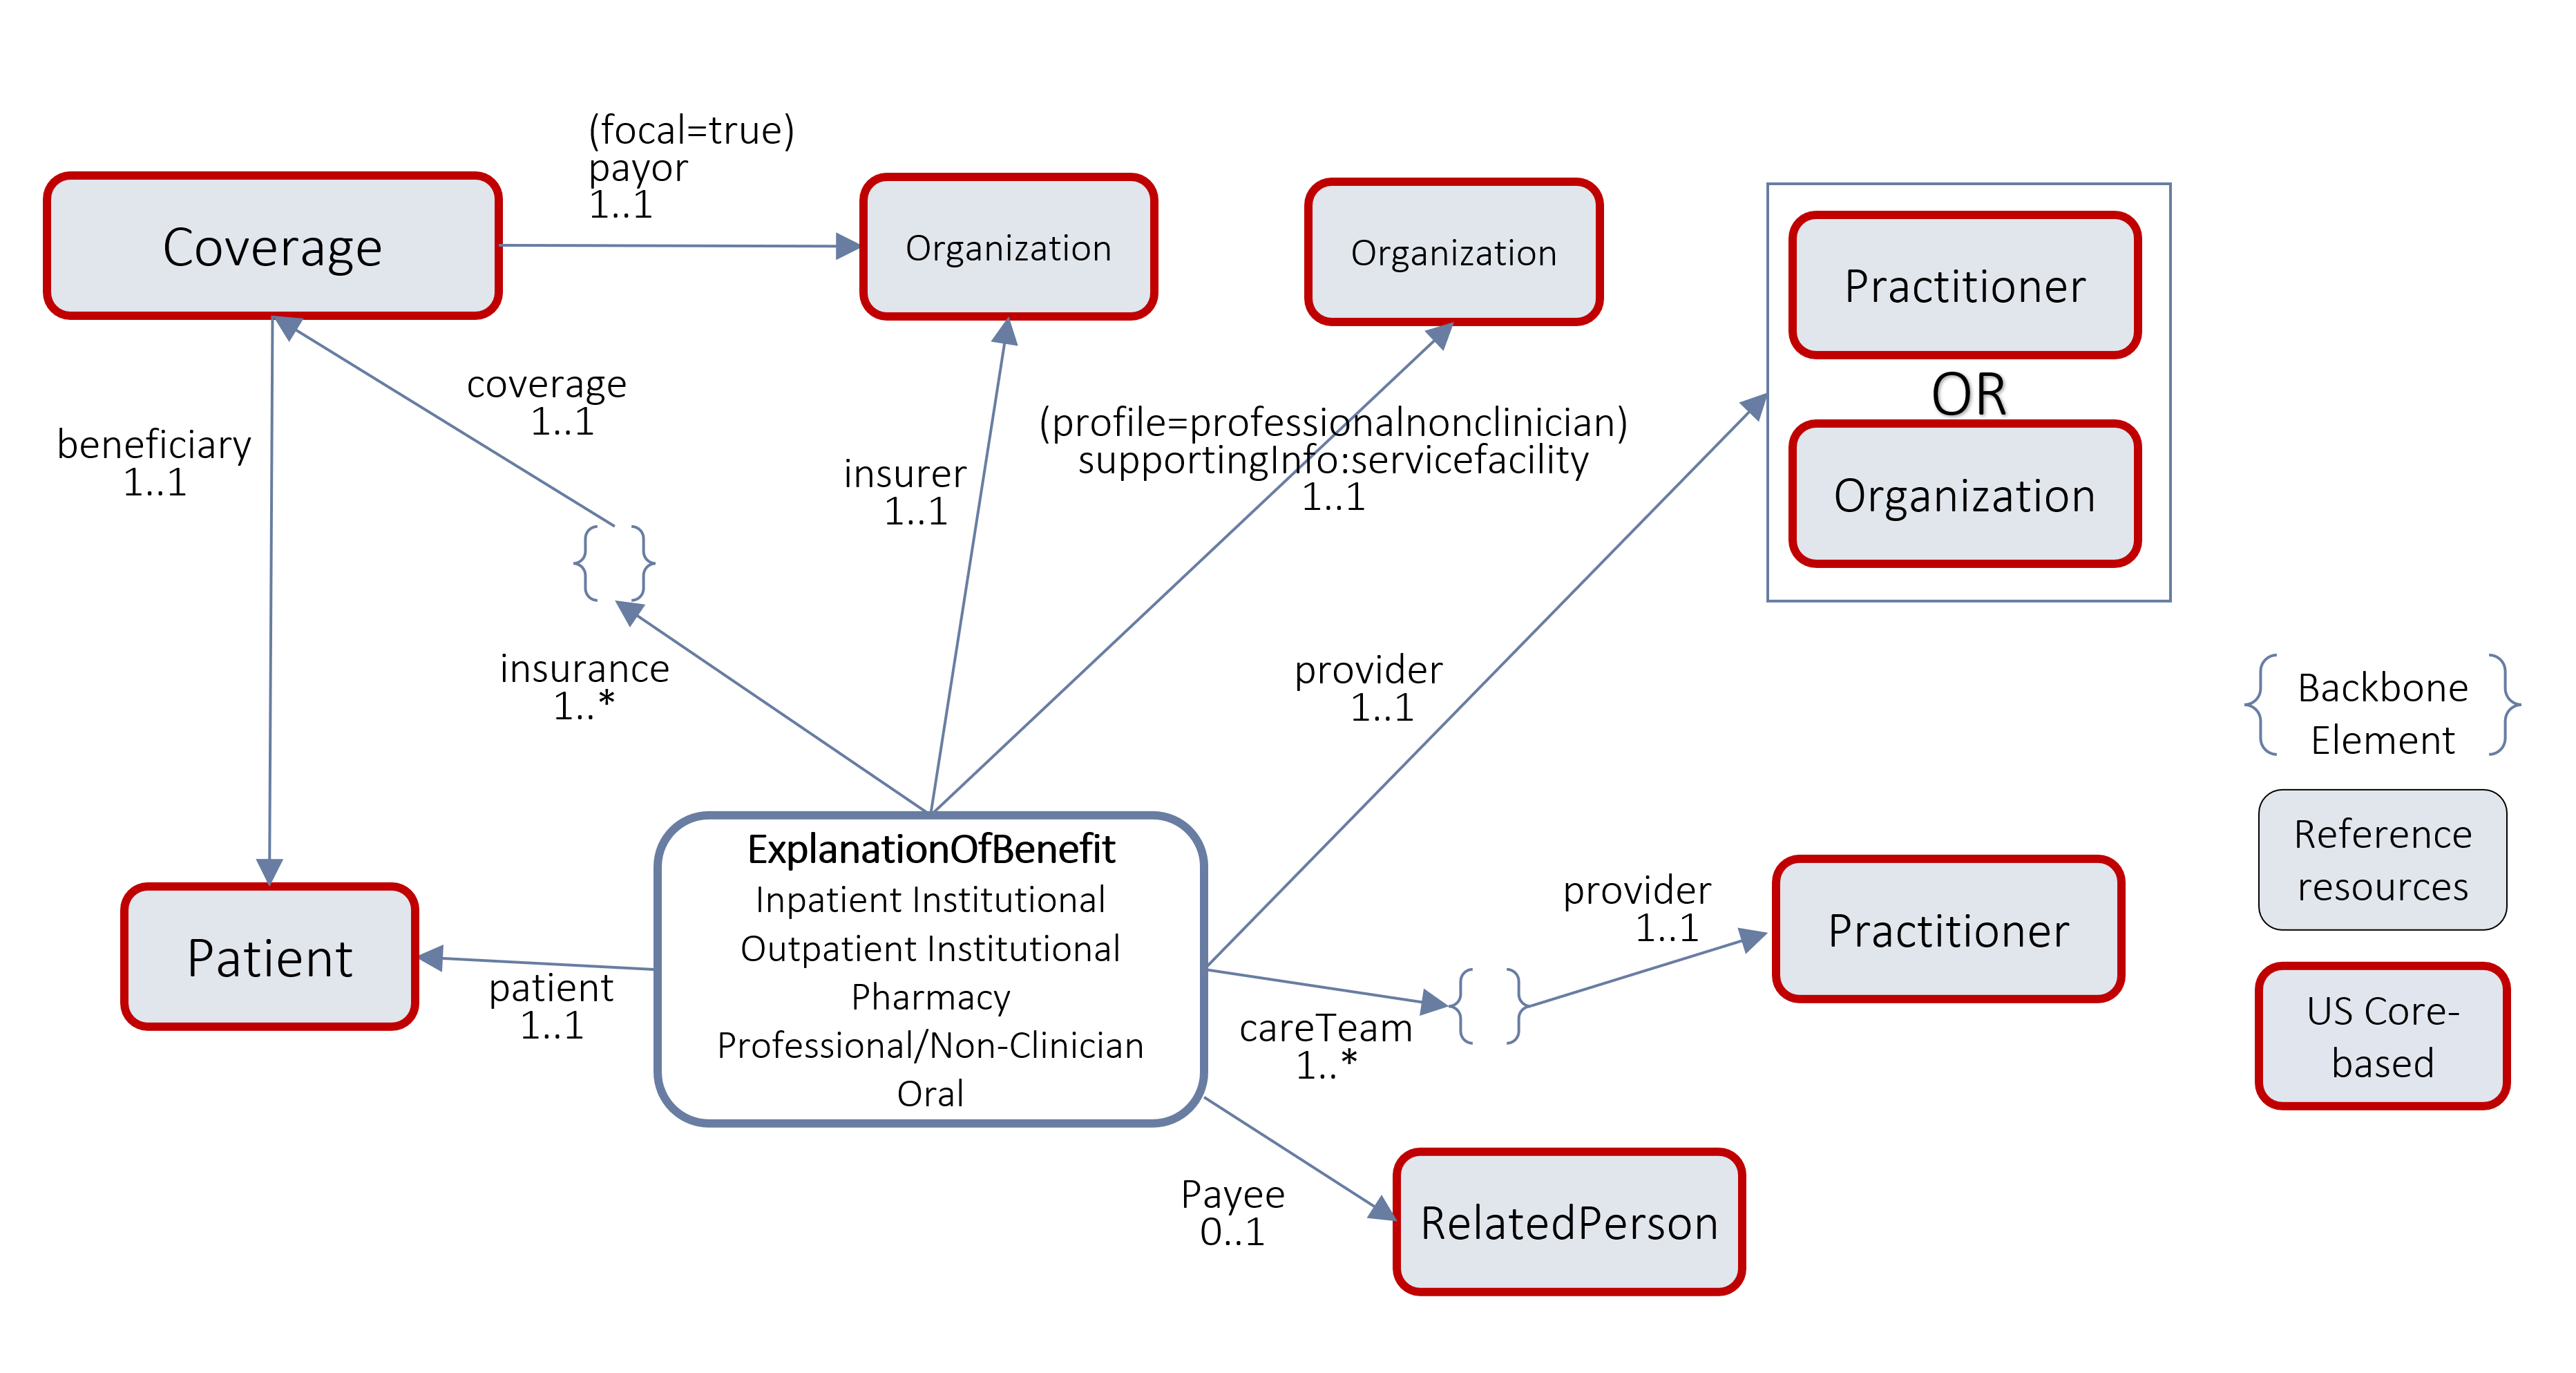 (focal=true)
payor
1..1
Coverage
Organization
Organization
Practitioner
OR
Organization
coverage
1..1
beneficiary
1..1
insurer
1..1
(profile=professionalnonclinician)
supportingInfo:servicefacility
1..1
insurance
1..*
provider
1..1
Backbone
Element
Reference
resources
US Core-
based
ExplanationOfBenefit
Inpatient Institutional
Outpatient Institutional
Pharmacy
Professional/Non-Clinician
Oral
Patient
patient
1..1
provider
1..1
Practitioner
careTeam
1..*
Payee
0..1
RelatedPerson